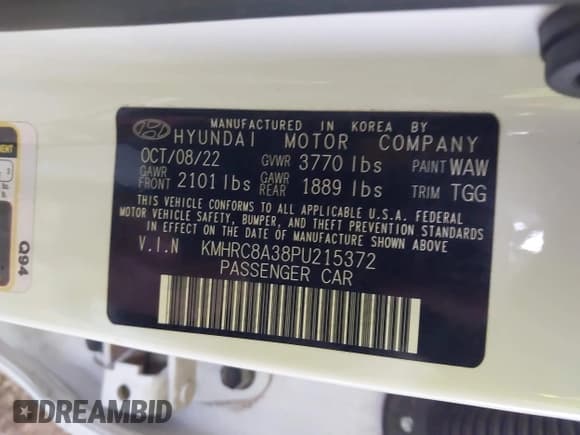 MANUFACTURED IN KOREA BY
HYUNDAI MOTOR COMPANY
OCT/08/22 GVWR 3770 lbs PAINT WAW
GAWR FRONT 2101 lbs GAWR REAR 1889 lbs TRIM TGG
THIS VEHICLE CONFORMS TO ALL APPLICABLE U.S.A. FEDERAL
MOTOR VEHICLE SAFETY, BUMPER, AND THEFT PREVENTION STANDARDS
IN EFFECT ON THE DATE OF MANUFACTURE SHOWN ABOVE
V.I.N KMHRC8A38PU215372
PASSENGER CAR
Q94
DREAMBID